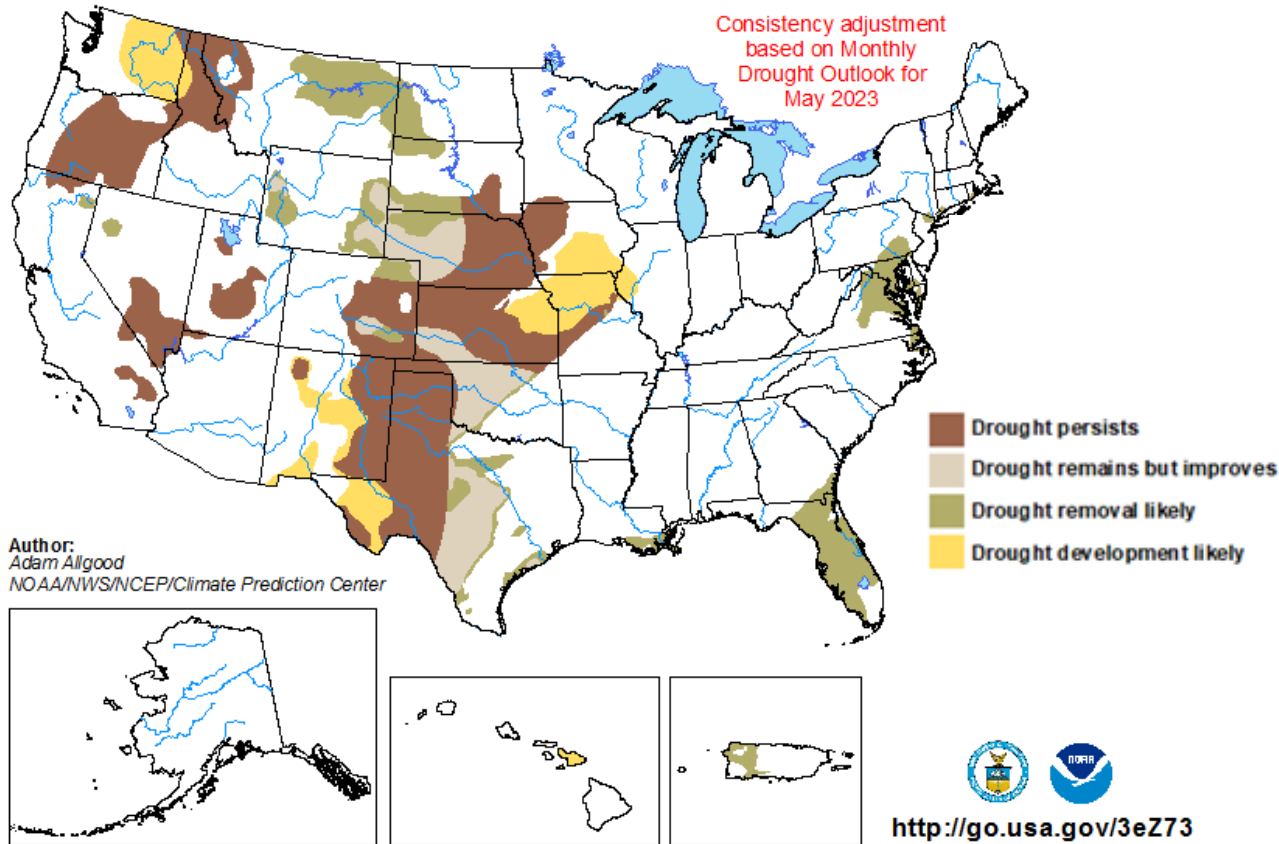 Consistency adjustment
based on Monthly
Drought Outlook for
May 2023
Drought persists
Drought remains but improves
Drought removal likely
Drought development likely
Author:
Adam Allgood
NOAA/NWS/NCEP/Climate Prediction Center
NOAA
http://go.usa.gov/3eZ73